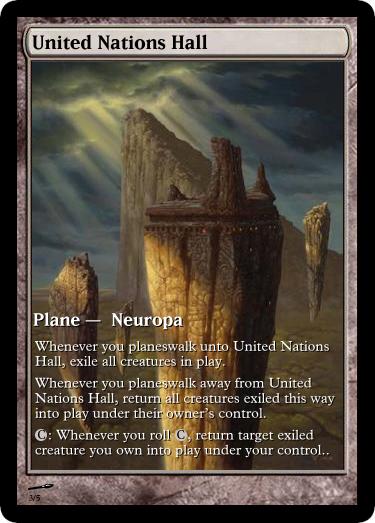 United Nations Hall
Plane — Neuropa
Whenever you planeswalk unto United Nations
Hall, exile all creatures in play.
Whenever you planeswalk away from United
Nations Hall, return all creatures exiled this way
into play under their owner's control.
C: Whenever you roll C, return target exiled
creature you own into play under your control..
3/5